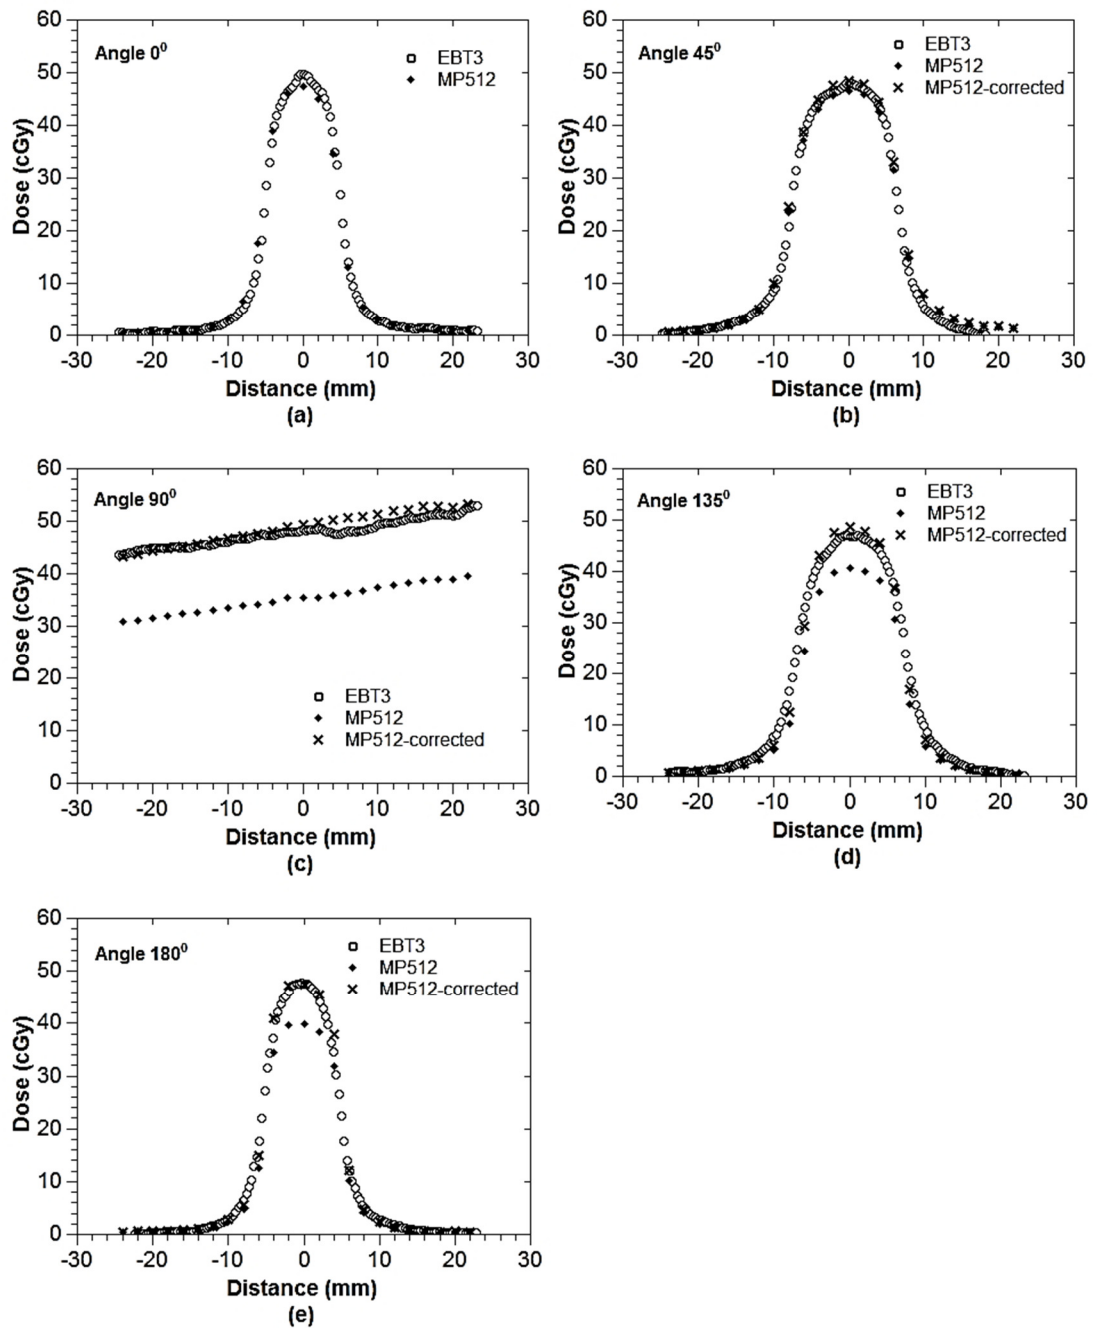 Angle 0⁰
EBT3
MP512
60
50
40
30
20
10
0
Dose (cGy)
-30 -20 -10 0 10 20 30
Distance (mm)
(a)
Angle 45⁰
EBT3
MP512
MP512-corrected
60
50
40
30
20
10
0
Dose (cGy)
-30 -20 -10 0 10 20 30
Distance (mm)
(b)
Angle 90⁰
60
50
40
30
20
10
0
Dose (cGy)
EBT3
MP512
MP512-corrected
-30 -20 -10 0 10 20 30
Distance (mm)
(c)
Angle 135⁰
EBT3
MP512
MP512-corrected
60
50
40
30
20
10
0
Dose (cGy)
-30 -20 -10 0 10 20 30
Distance (mm)
(d)
Angle 180⁰
EBT3
MP512
MP512-corrected
60
50
40
30
20
10
0
Dose (cGy)
-30 -20 -10 0 10 20 30
Distance (mm)
(e)